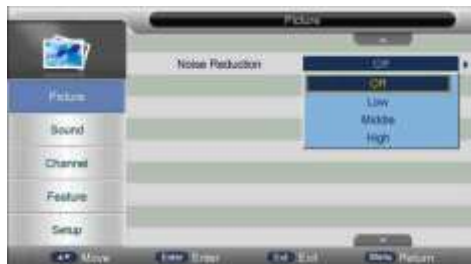 Picture
Noise Reduction Off
Off
Low
Middle
High
Picture
Sound
Channel
Feature
Setup
▲▼ Move Enter Enter Exit Exit Menu Return